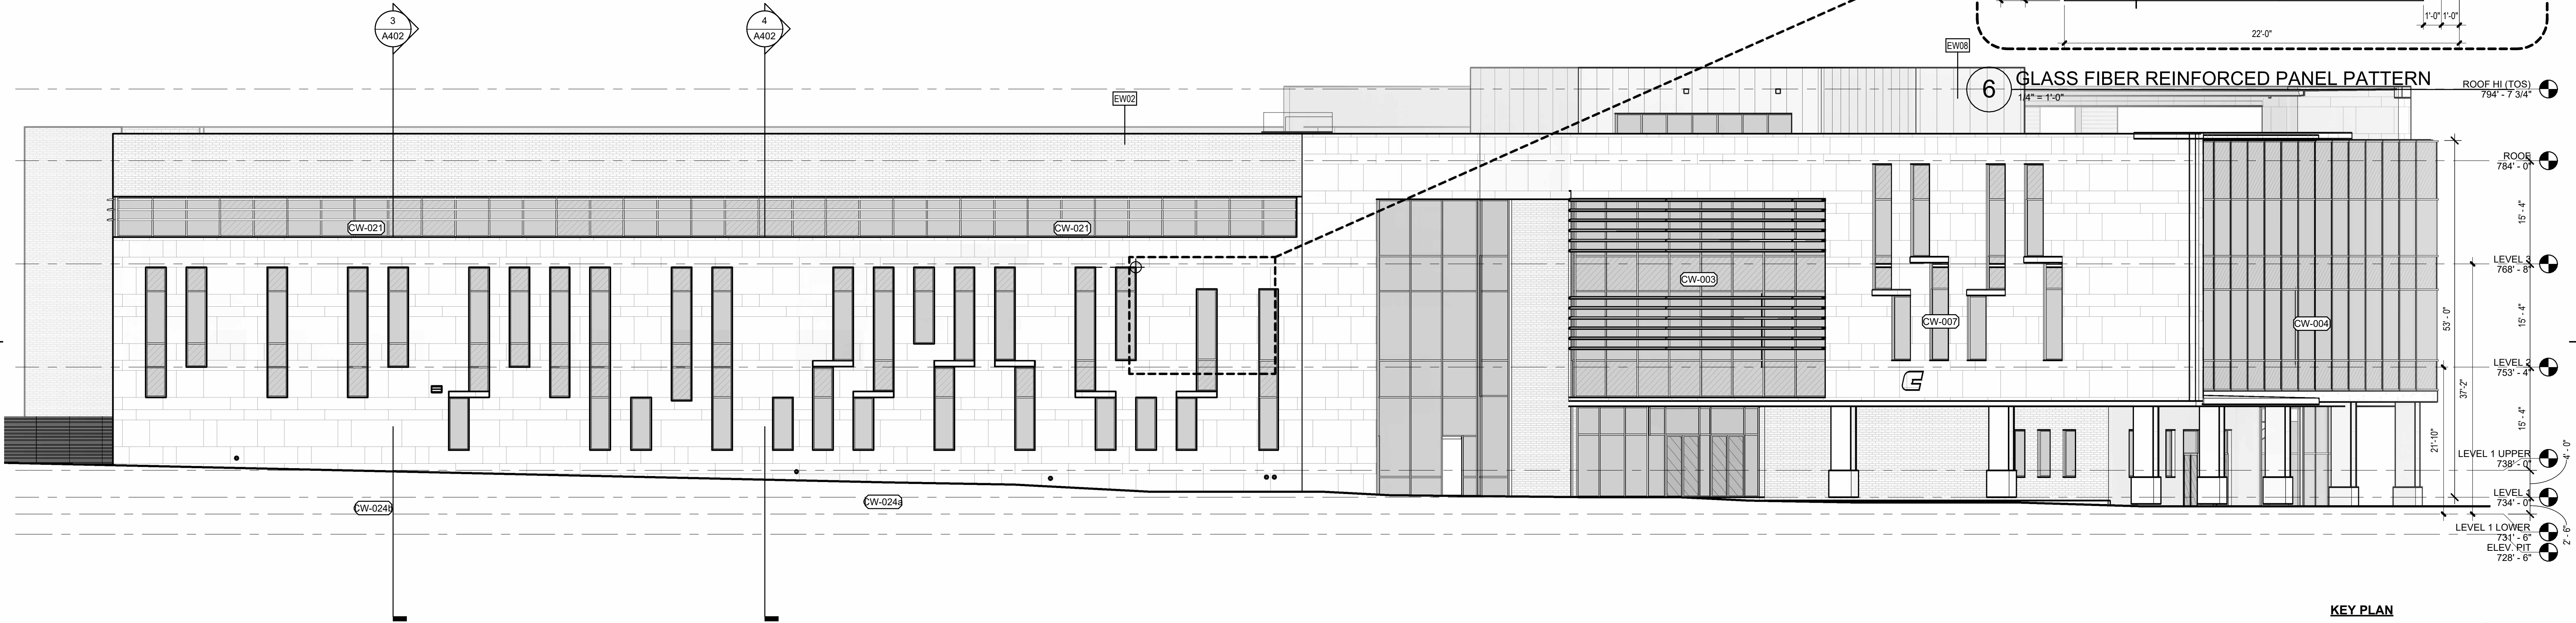 3
A402
4
A402
1'-0" 1'-0"
22'-0"
EW08
6 GLASS FIBER REINFORCED PANEL PATTERN
1/4" = 1'-0"
ROOF HI (TOS)
794' - 7 3/4"
EW02
ROOF
784' - 0"
15' - 4"
CW-021
CW-021
LEVEL 3
768' - 8"
CW-003
CW-007
CW-004
53' - 0"
15' - 4"
LEVEL 2
753' - 4"
37'-2"
15' - 4"
21'-10"
LEVEL 1 UPPER
738' - 0"
4' - 0"
CW-024b
CW-024a
LEVEL 1
734' - 0"
LEVEL 1 LOWER
731' - 6"
2' - 6"
ELEV. PIT
728' - 6"
KEY PLAN